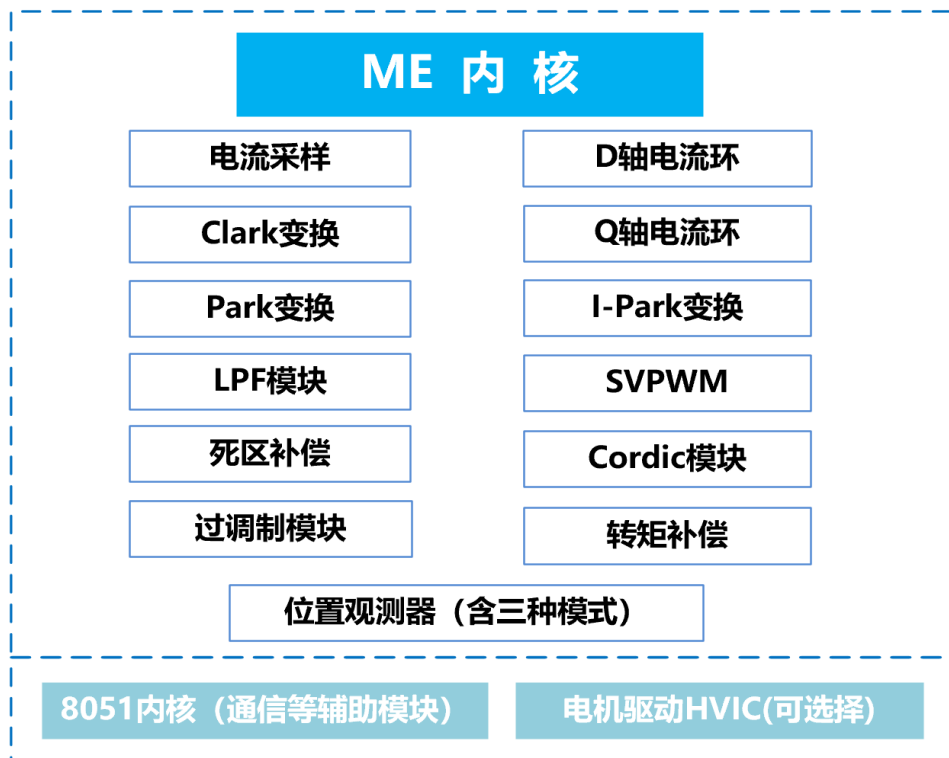 ME 内 核
电流采样
D轴电流环
Clark变换
Q轴电流环
Park变换
I-Park变换
LPF模块
SVPWM
死区补偿
Cordic模块
过调制模块
转矩补偿
位置观测器（含三种模式）
8051内核（通信等辅助模块）
电机驱动HVIC(可选择)